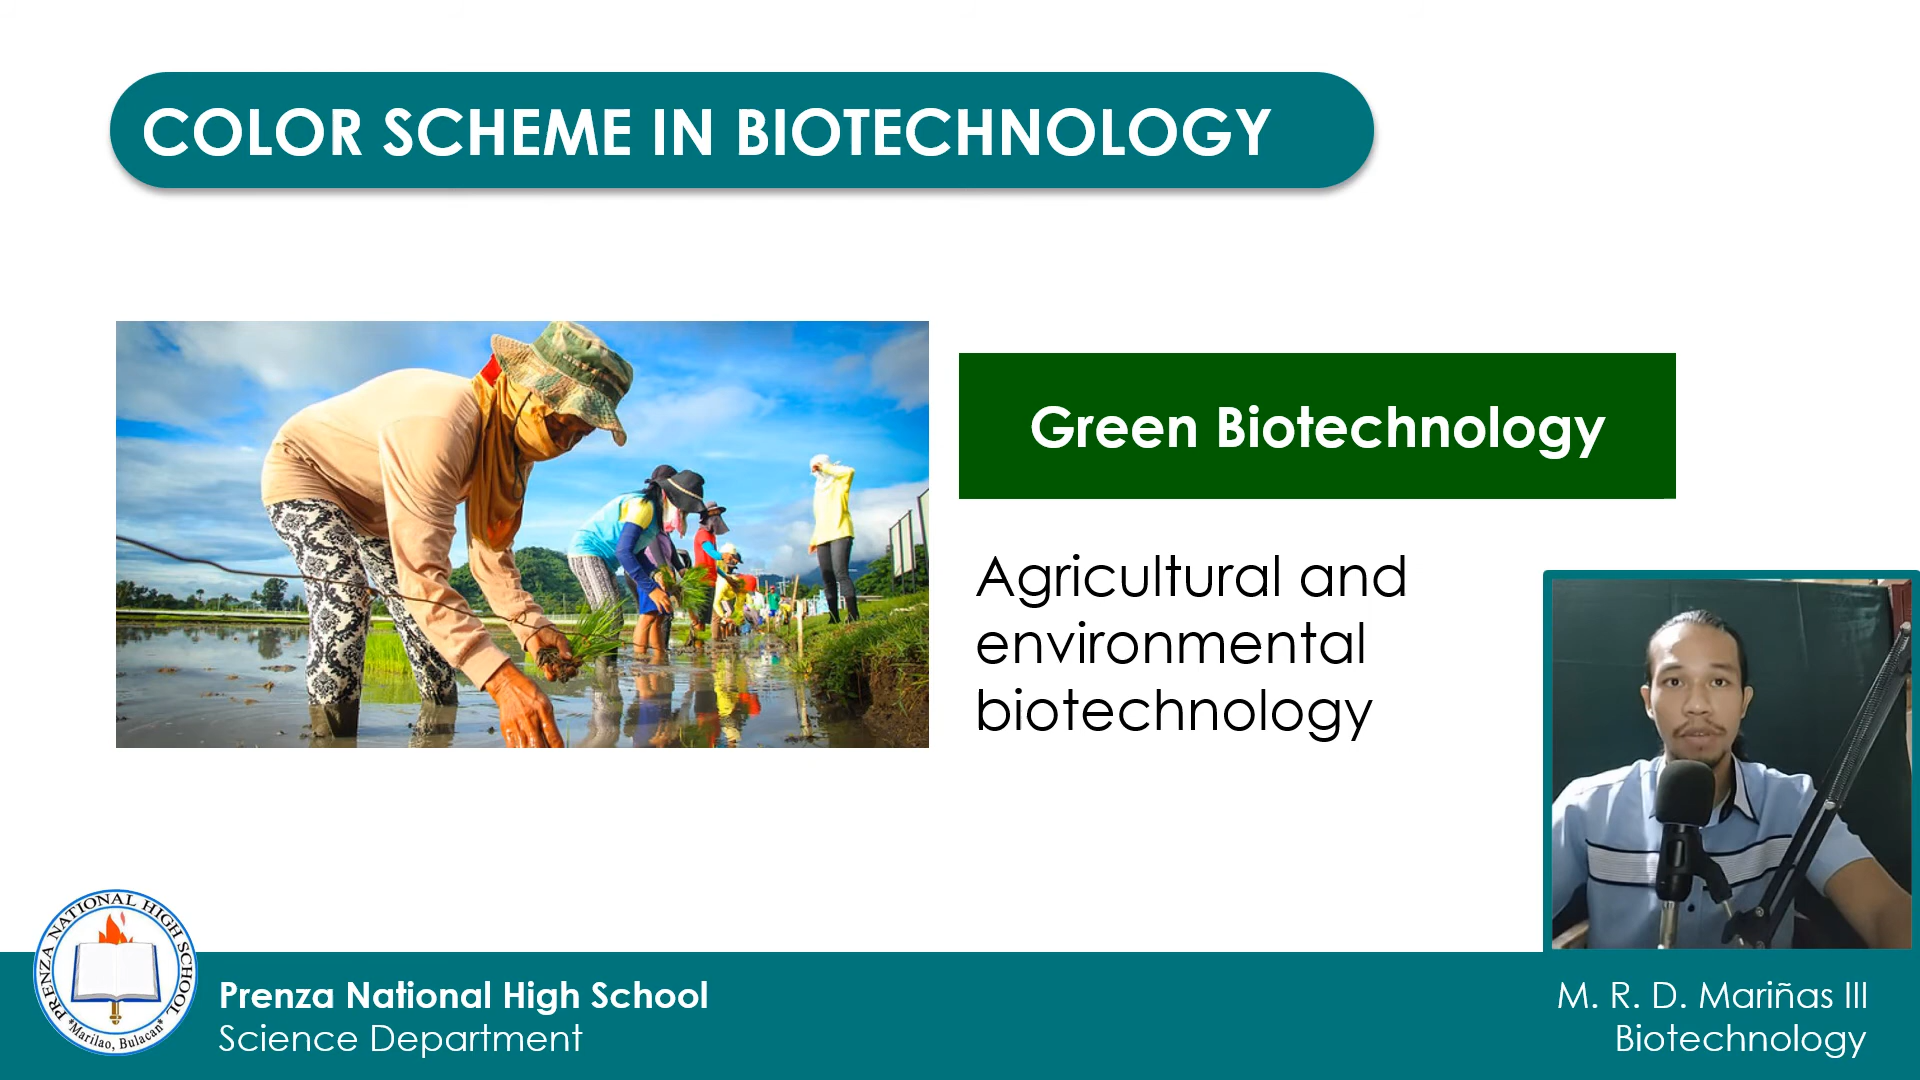 COLOR SCHEME IN BIOTECHNOLOGY
Green Biotechnology
Agricultural and
environmental
biotechnology
PRENZA NATIONAL HIGH SCHOOL
*Marilao, Bulacan*
Prenza National High School
Science Department
M. R. D. Mariñas III
Biotechnology